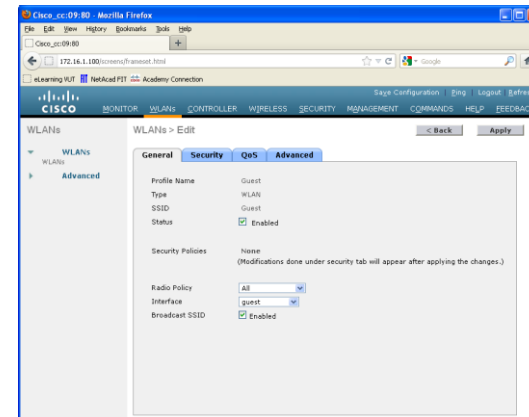 Cisco_cc:09:80 - Mozilla Firefox
File Edit View History Bookmarks Tools Help
Cisco_cc:09:80
172.16.1.100/screens/frameset.html
Google
eLearning VUT NetAcad PIT Academy Connection
Save Configuration Ping Logout Refres
CISCO MONITOR WLANs CONTROLLER WIRELESS SECURITY MANAGEMENT COMMANDS HELP FEEDBAC
WLANs
WLANs > Edit
< Back Apply
WLANs
WLANs
Advanced
General Security QoS Advanced
Profile Name Guest
Type WLAN
SSID Guest
Status Enabled
Security Policies None
(Modifications done under security tab will appear after applying the changes.)
Radio Policy All
Interface guest
Broadcast SSID Enabled